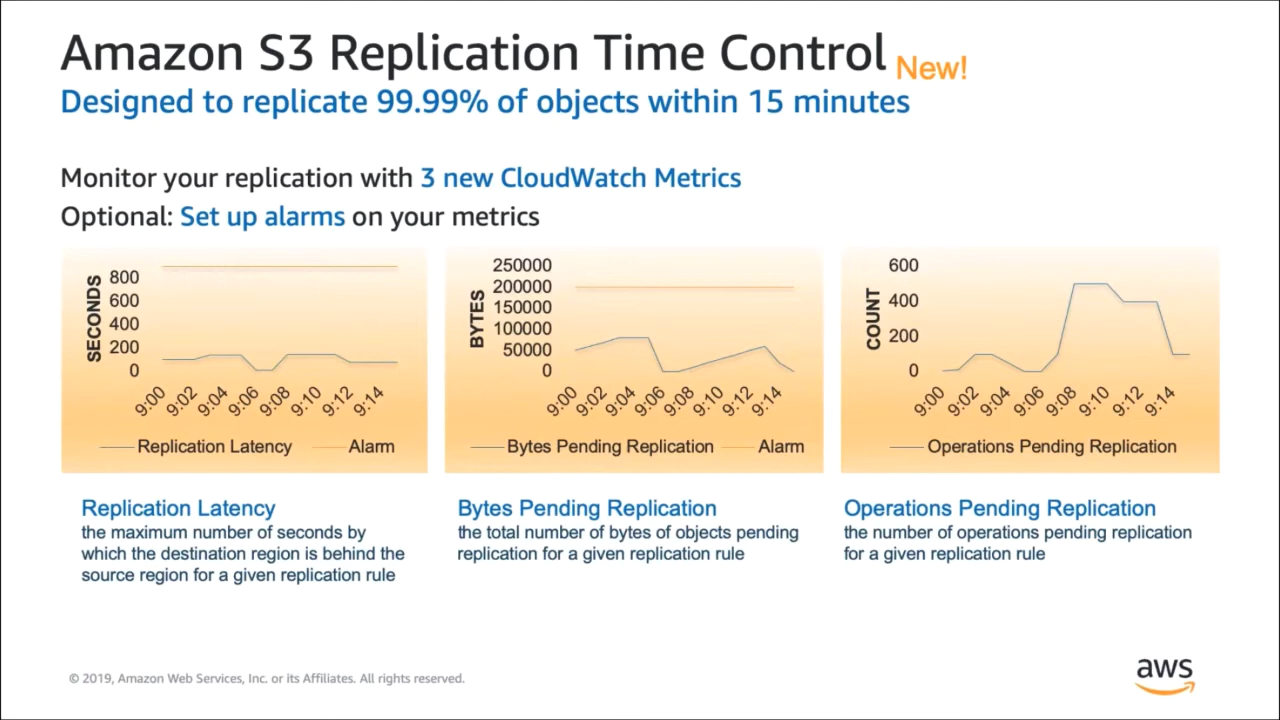 Amazon S3 Replication Time Control New!
Designed to replicate 99.99% of objects within 15 minutes
Monitor your replication with 3 new CloudWatch Metrics
Optional: Set up alarms on your metrics
SECONDS
800
600
400
200
0
9:00 9:02 9:04 9:06 9:08 9:10 9:12 9:14
Replication Latency Alarm
BYTES
250000
200000
150000
100000
50000
0
9:00 9:02 9:04 9:06 9:08 9:10 9:12 9:14
Bytes Pending Replication Alarm
COUNT
600
400
200
0
9:00 9:02 9:04 9:06 9:08 9:10 9:12 9:14
Operations Pending Replication
Replication Latency
the maximum number of seconds by
which the destination region is behind the
source region for a given replication rule
Bytes Pending Replication
the total number of bytes of objects pending
replication for a given replication rule
Operations Pending Replication
the number of operations pending replication
for a given replication rule
© 2019, Amazon Web Services, Inc. or its Affiliates. All rights reserved.
aws